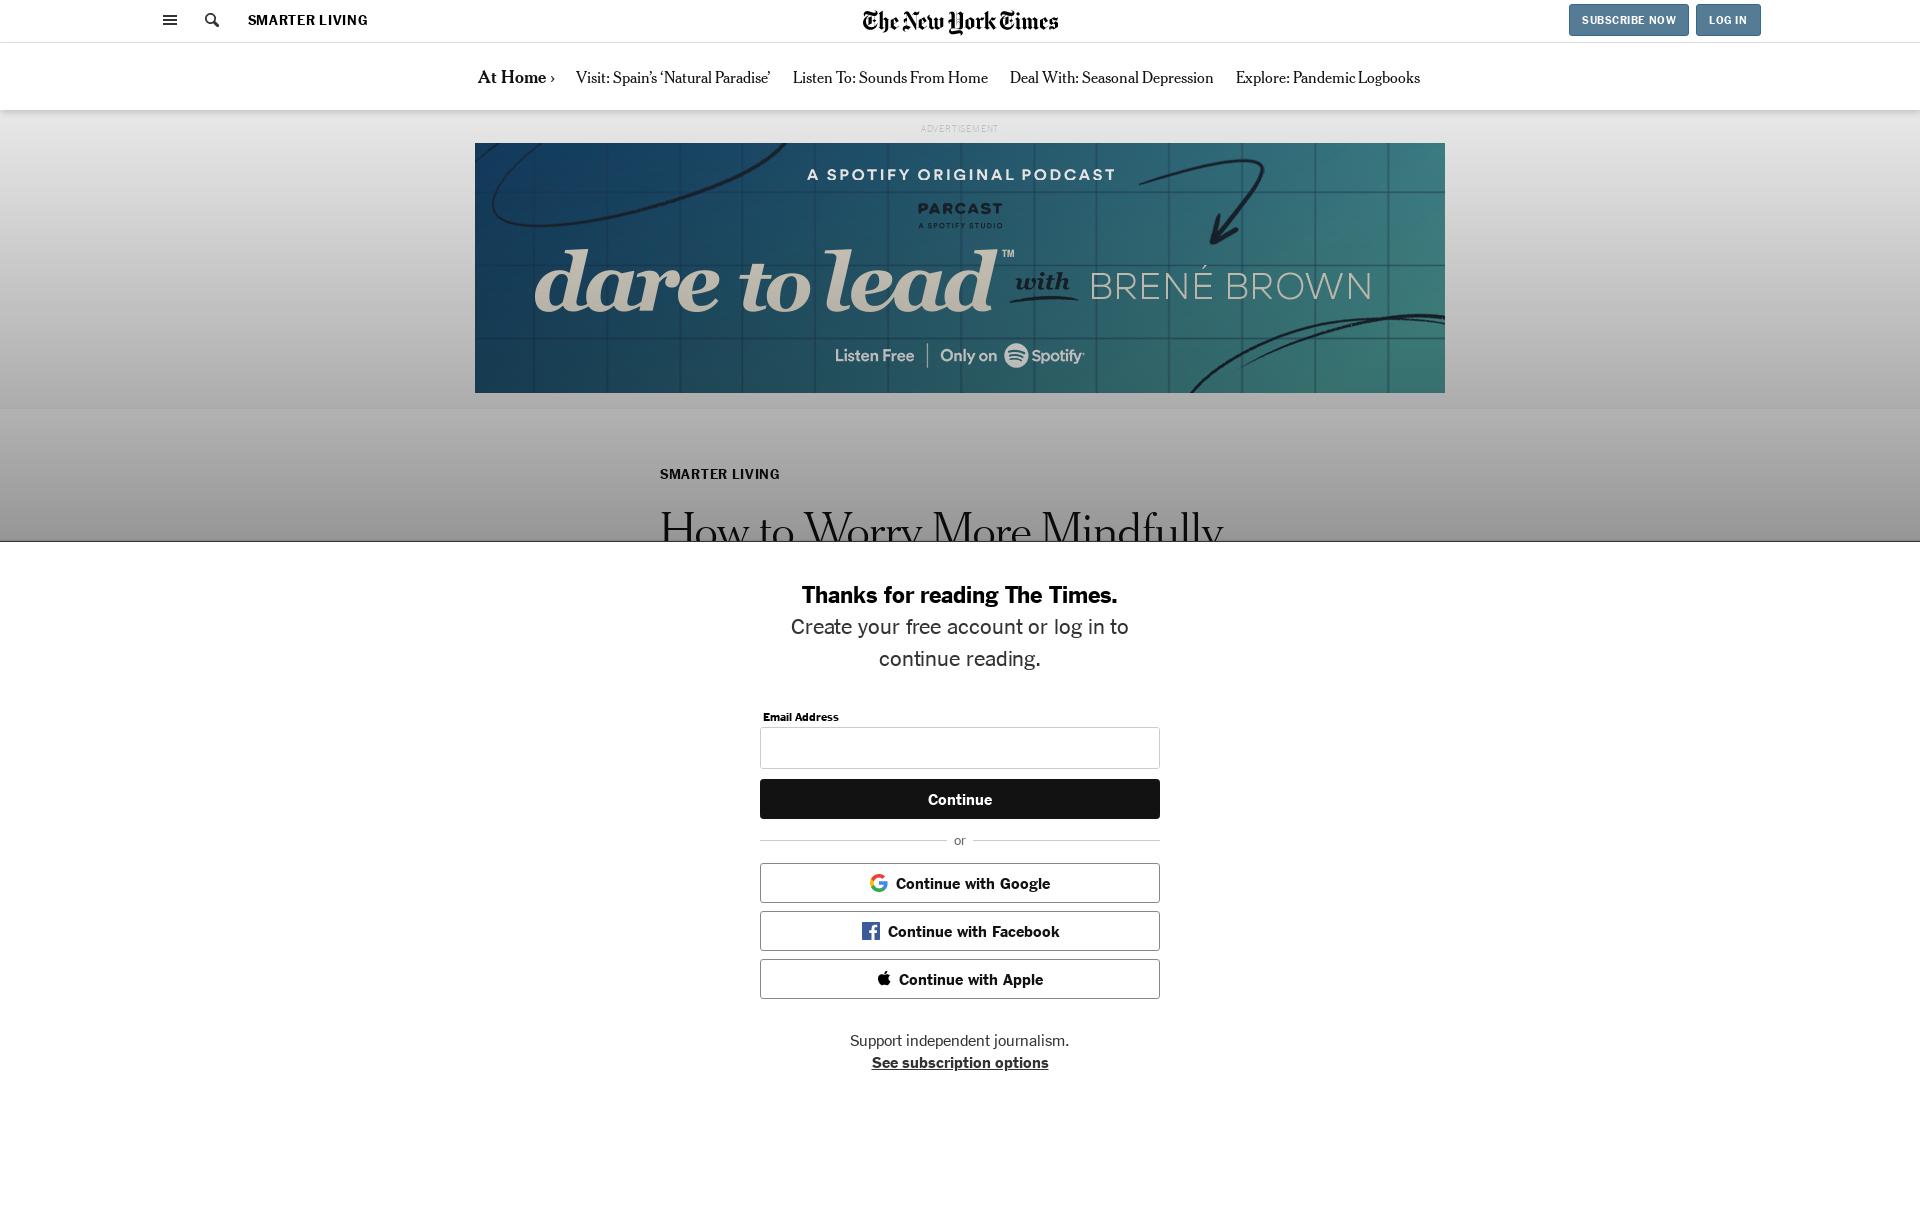 SMARTER LIVING
The New York Times
SUBSCRIBE NOW
LOG IN
At Home ›
Visit: Spain’s ‘Natural Paradise’
Listen To: Sounds From Home
Deal With: Seasonal Depression
Explore: Pandemic Logbooks
ADVERTISEMENT
A SPOTIFY ORIGINAL PODCAST
PARCAST
A SPOTIFY STUDIO
dare to lead™ with BRENÉ BROWN
Listen Free | Only on Spotify
SMARTER LIVING
How to Worry More Mindfully
Thanks for reading The Times.
Create your free account or log in to
continue reading.
Email Address
Continue
or
Continue with Google
Continue with Facebook
Continue with Apple
Support independent journalism.
See subscription options